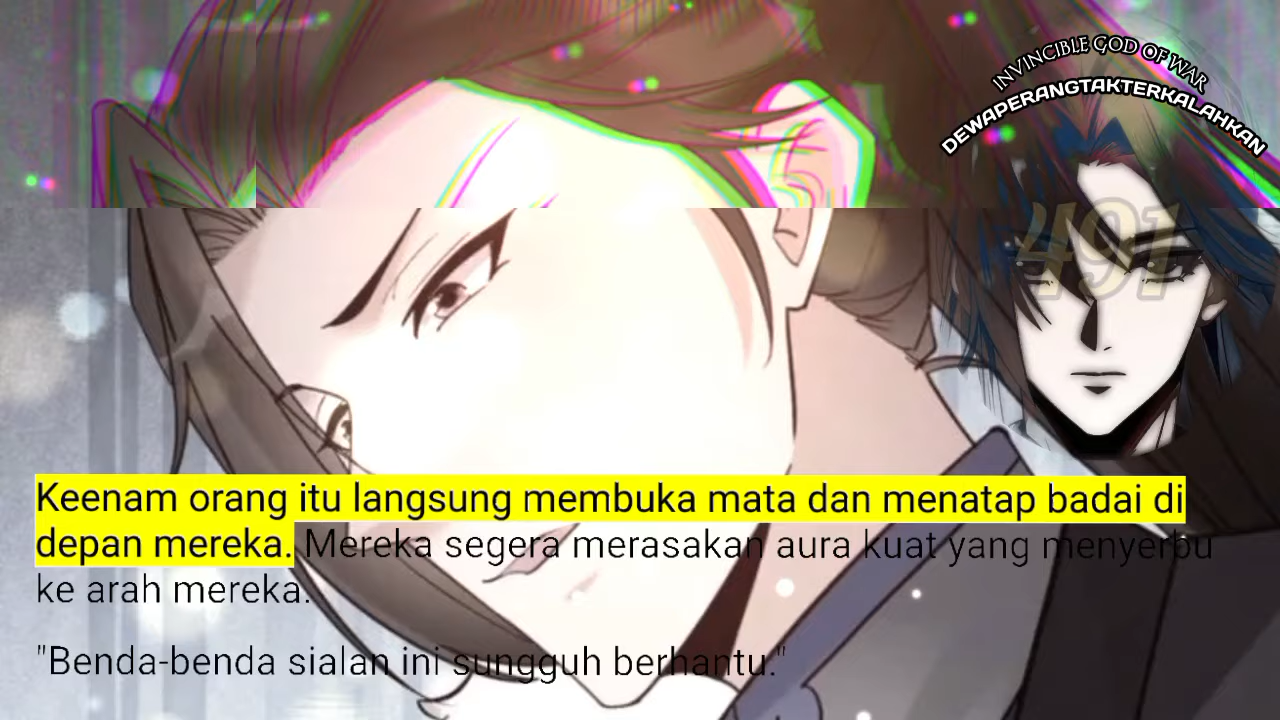 INVINCIBLE GOD OF WAR
DEWAPERANGTAKTERKALAHKAN
491
Keenam orang itu langsung membuka mata dan menatap badai di
depan mereka. Mereka segera merasakan aura kuat yang menyerbu
ke arah mereka.
"Benda-benda sialan ini sungguh berhantu."